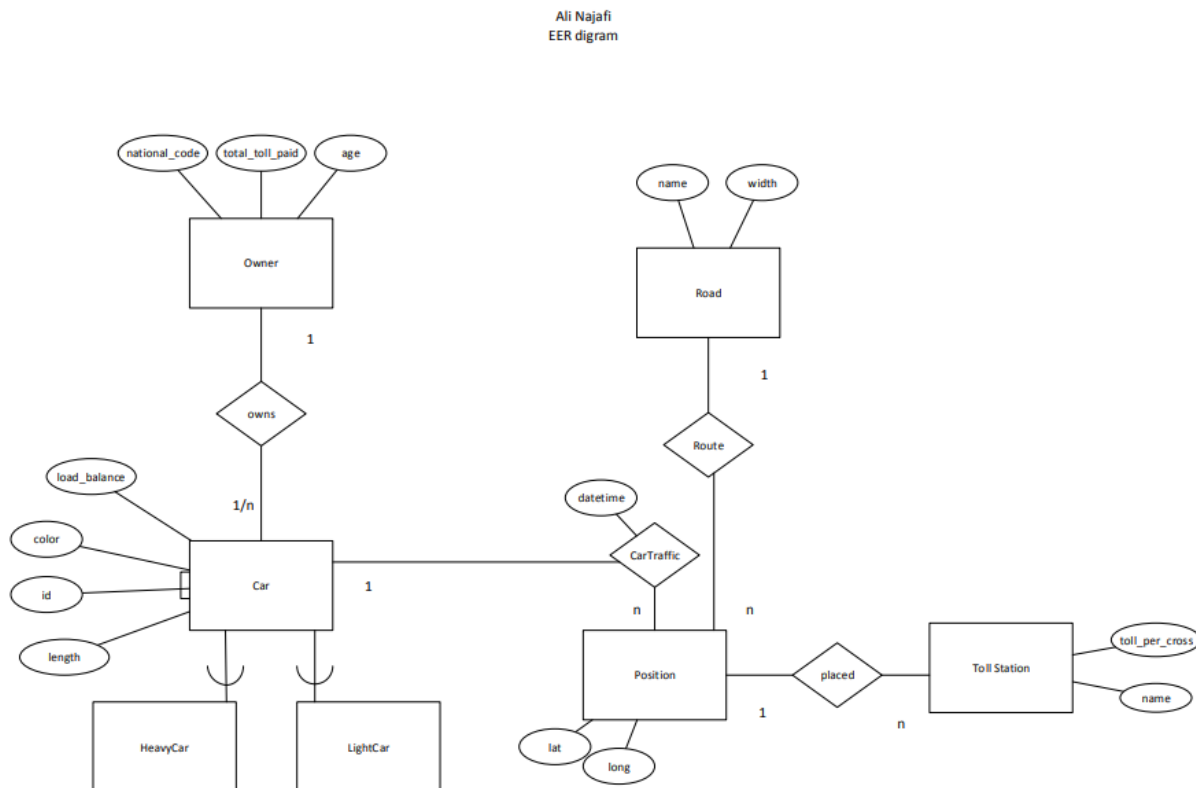 Ali Najafi
EER digram
national_code
total_toll_paid
age
name
width
Owner
Road
1
1
owns
Route
load_balance
1/n
datetime
color
CarTraffic
Car
1
id
n
n
length
toll_per_cross
Position
placed
Toll Station
name
1
n
HeavyCar
LightCar
lat
long